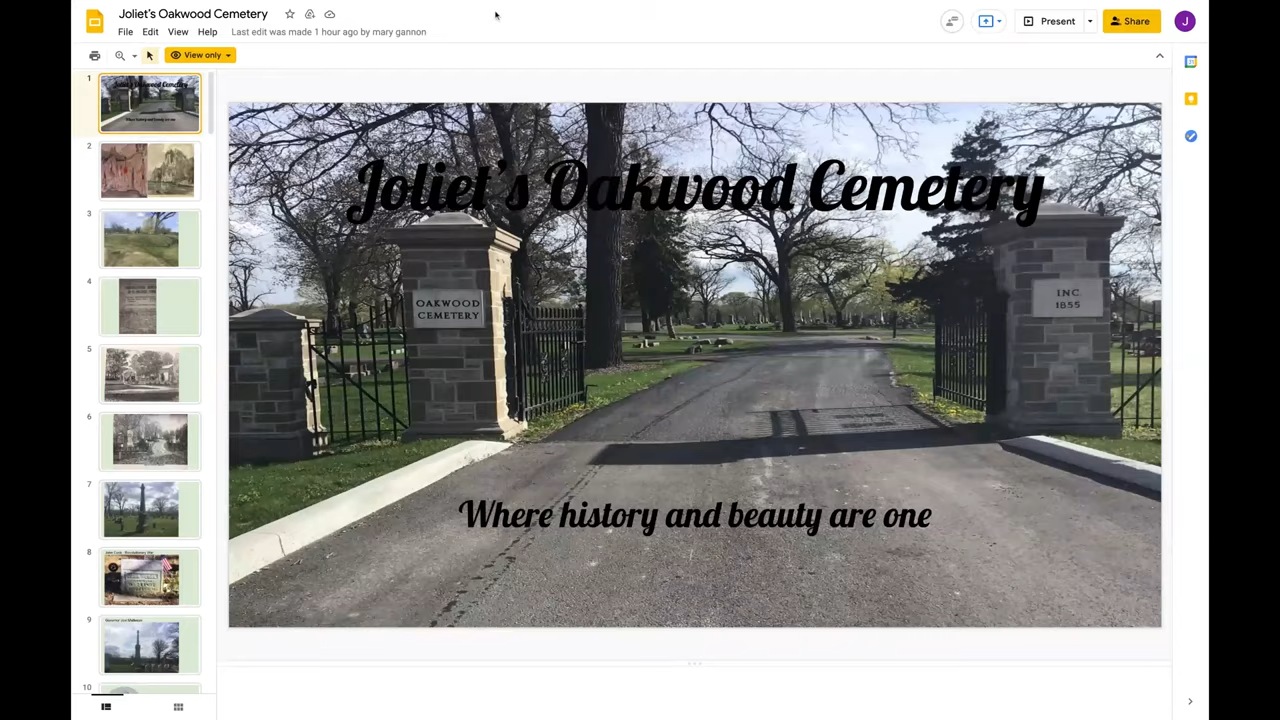 Joliet's Oakwood Cemetery
File Edit View Help Last edit was made 1 hour ago by mary gannon
Present
Share
J
View only
1
2
3
4
5
6
7
8
9
10
Joliet's Oakwood Cemetery
OAKWOOD
CEMETERY
INC.
1855
Where history and beauty are one